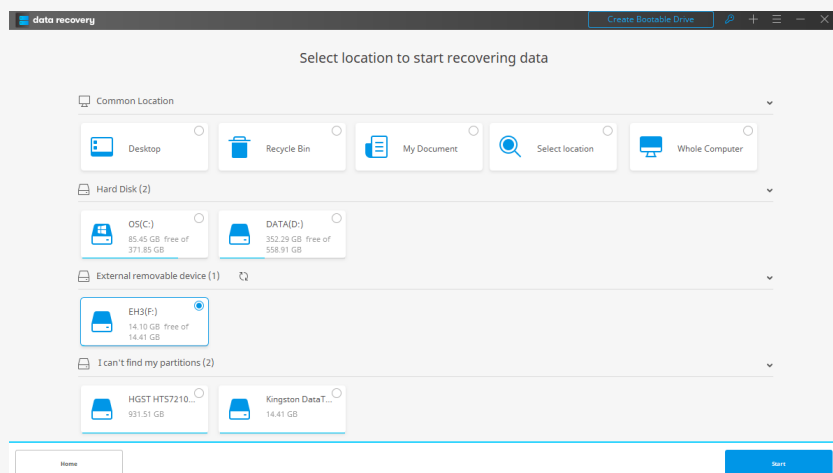 data recovery
Create Bootable Drive
Select location to start recovering data
Common Location
Desktop
Recycle Bin
My Document
Select location
Whole Computer
Hard Disk (2)
OS(C:)
85.45 GB free of
371.85 GB
DATA(D:)
352.29 GB free of
558.91 GB
External removable device (1)
EH3(F:)
14.10 GB free of
14.41 GB
I can't find my partitions (2)
HGST HTS7210...
931.51 GB
Kingston DataT...
14.41 GB
Home
Start